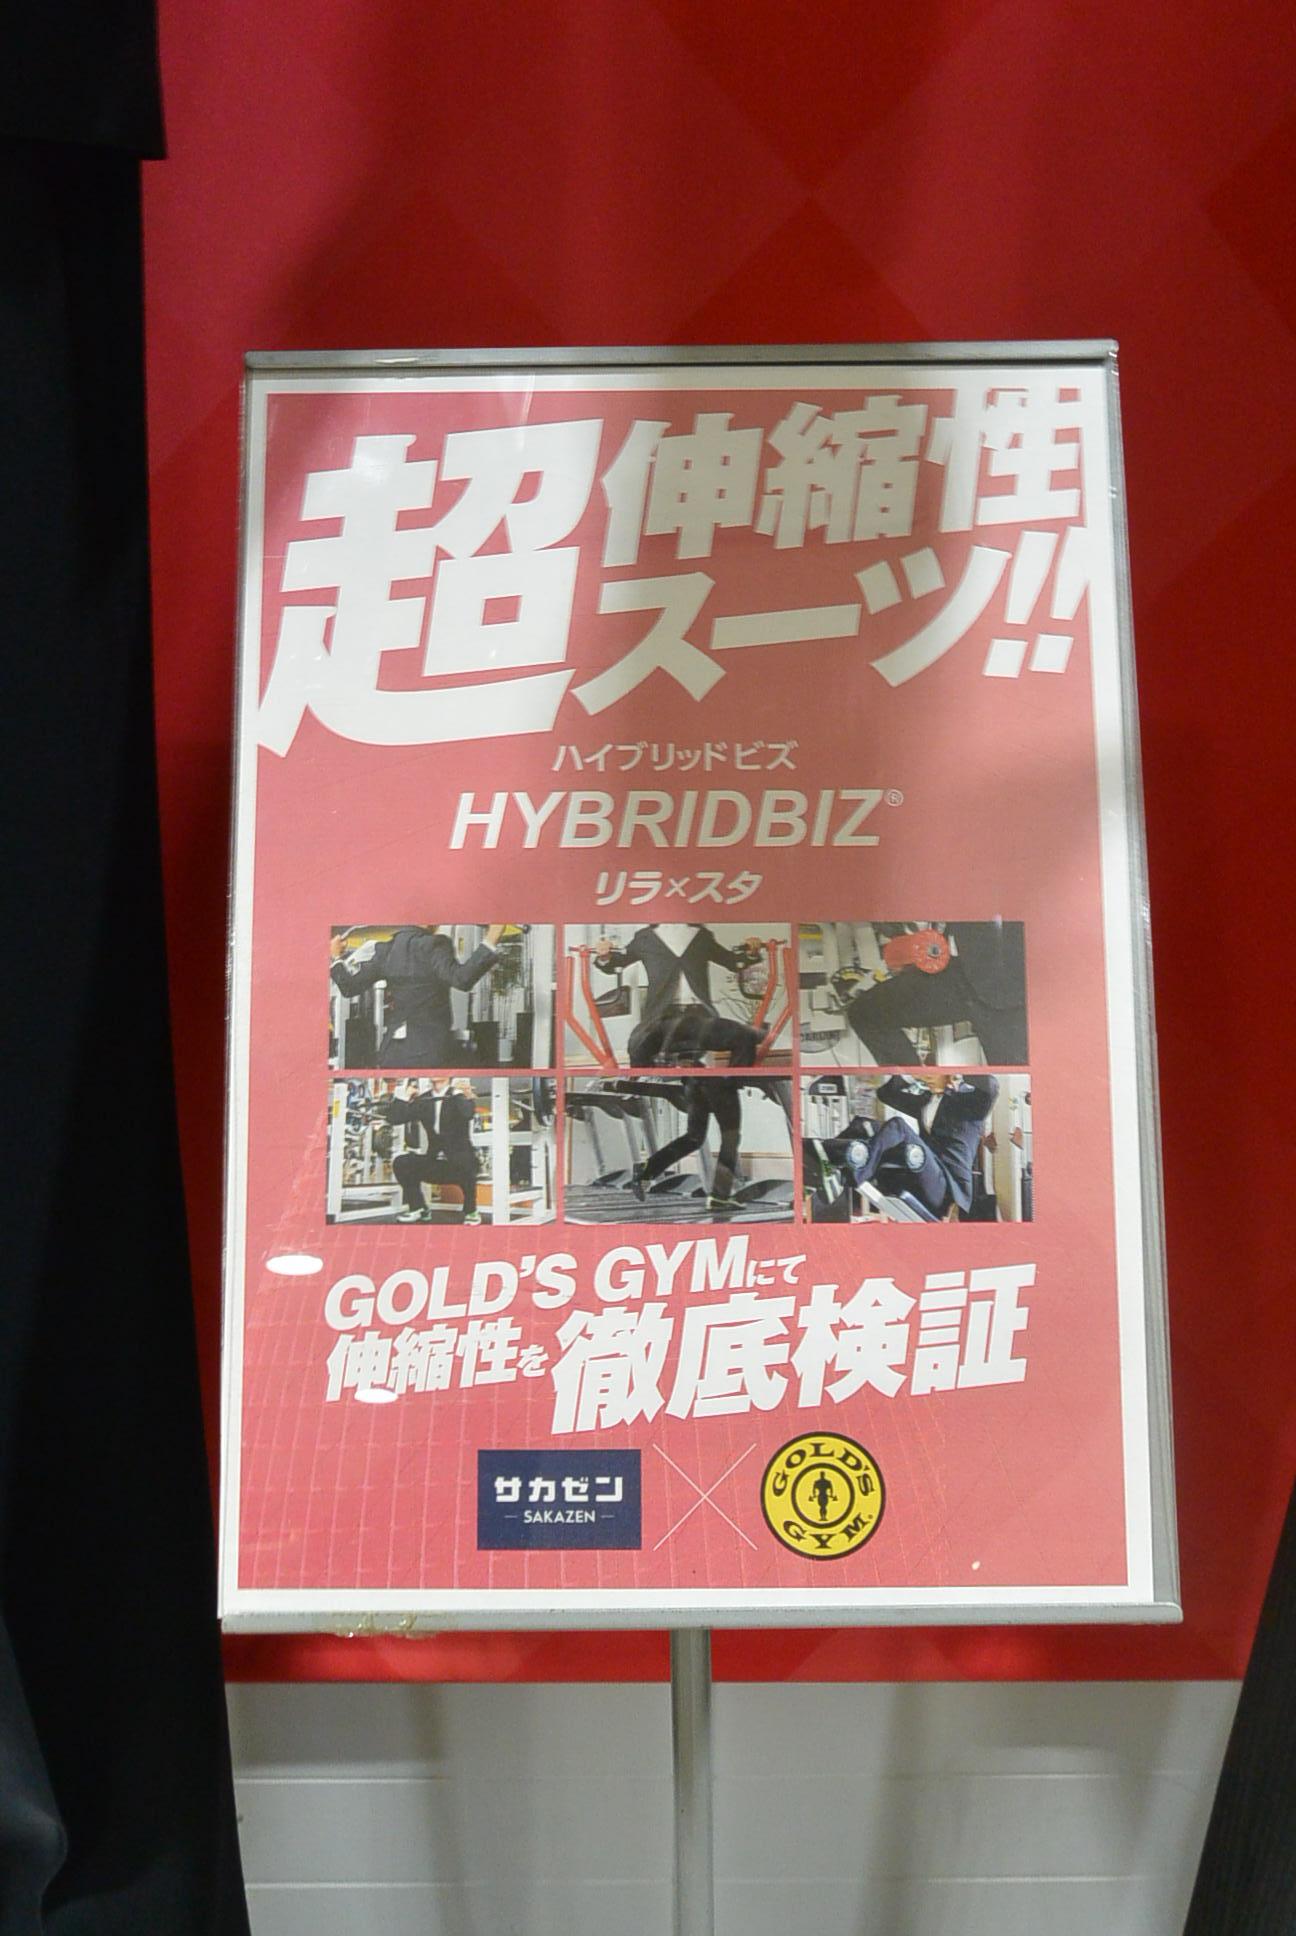 超伸縮性
スーツ!!
ハイブリッドビズ
HYBRIDBIZ®
リラ×スタ
GOLD'S GYMにて
伸縮性を徹底検証
サカゼン
SAKAZEN
GOLD'S
GYM